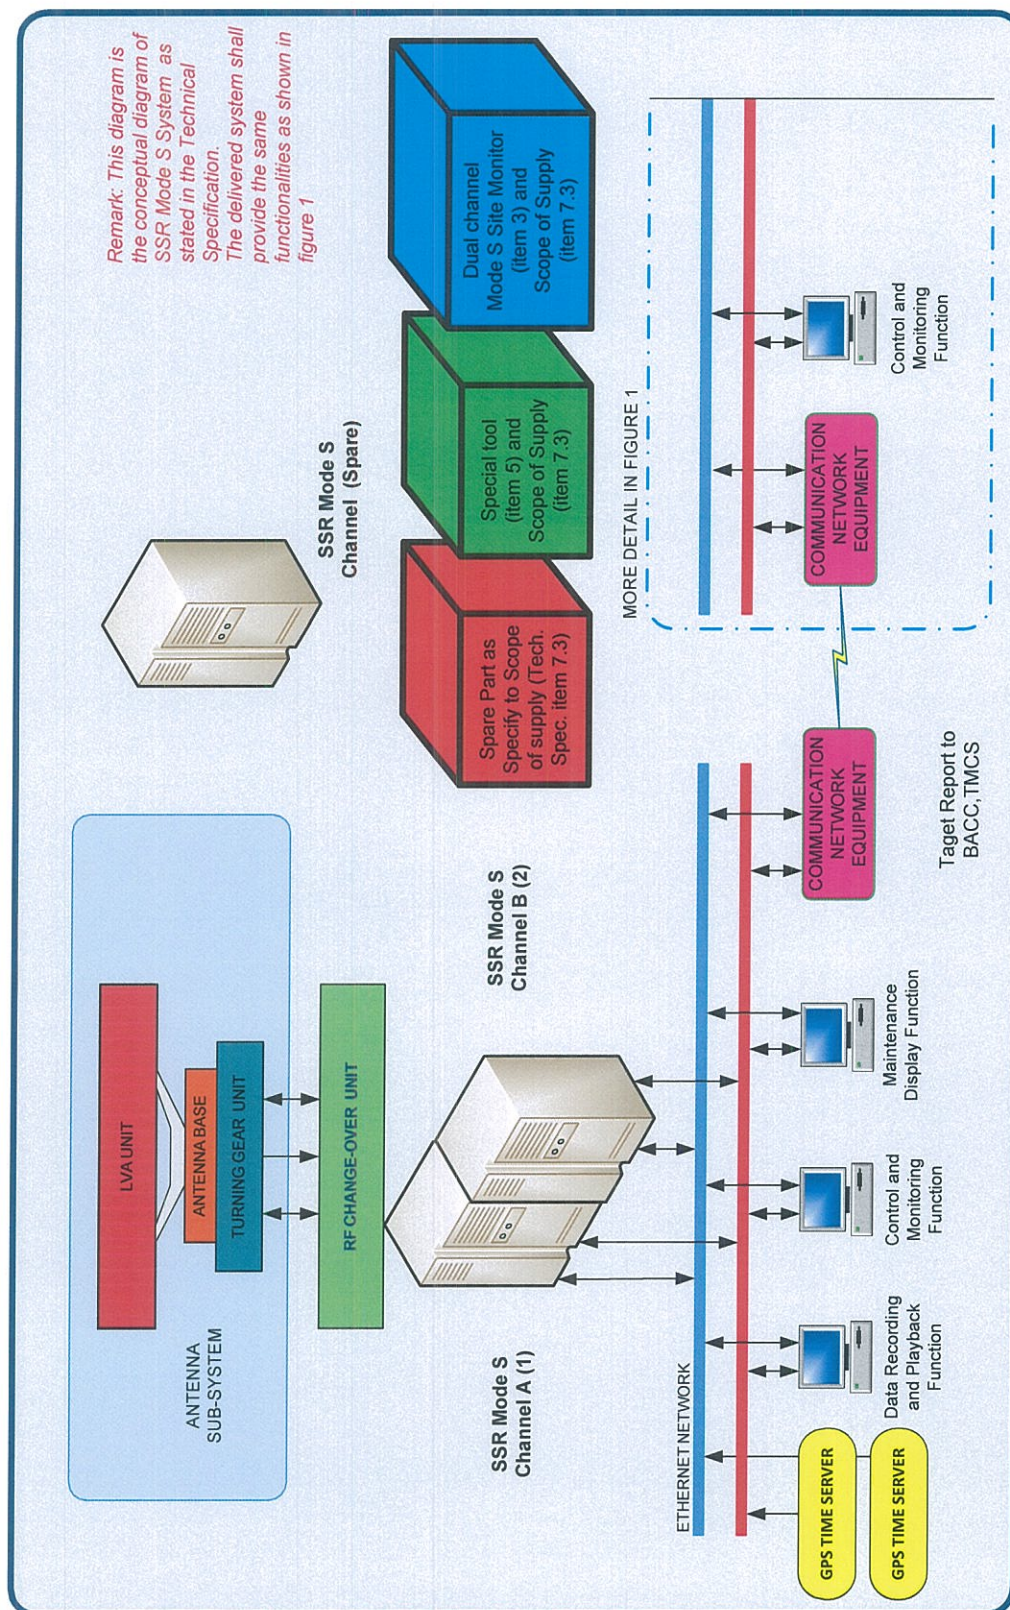 LVA UNIT
ANTENNA BASE
TURNING GEAR UNIT
ANTENNA
SUB-SYSTEM
RF CHANGE-OVER UNIT
SSR Mode S
Channel A (1)
SSR Mode S
Channel B (2)
SSR Mode S
Channel (Spare)
Remark: This diagram is
the conceptual diagram of
SSR Mode S System as
stated in the Technical
Specification.
The delivered system shall
provide the same
functionalities as shown in
figure 1
Spare Part as
Specify to Scope
of supply (Tech.
Spec. item 7.3)
Special tool
(item 5) and
Scope of Supply
(item 7.3)
Dual channel
Mode S Site Monitor
(item 3) and
Scope of Supply
(item 7.3)
ETHERNET NETWORK
GPS TIME SERVER
GPS TIME SERVER
Data Recording
and Playback
Function
Control and
Monitoring
Function
Maintenance
Display Function
COMMUNICATION
NETWORK
EQUIPMENT
Taget Report to
BACC,TMCS
MORE DETAIL IN FIGURE 1
COMMUNICATION
NETWORK
EQUIPMENT
Control and
Monitoring
Function